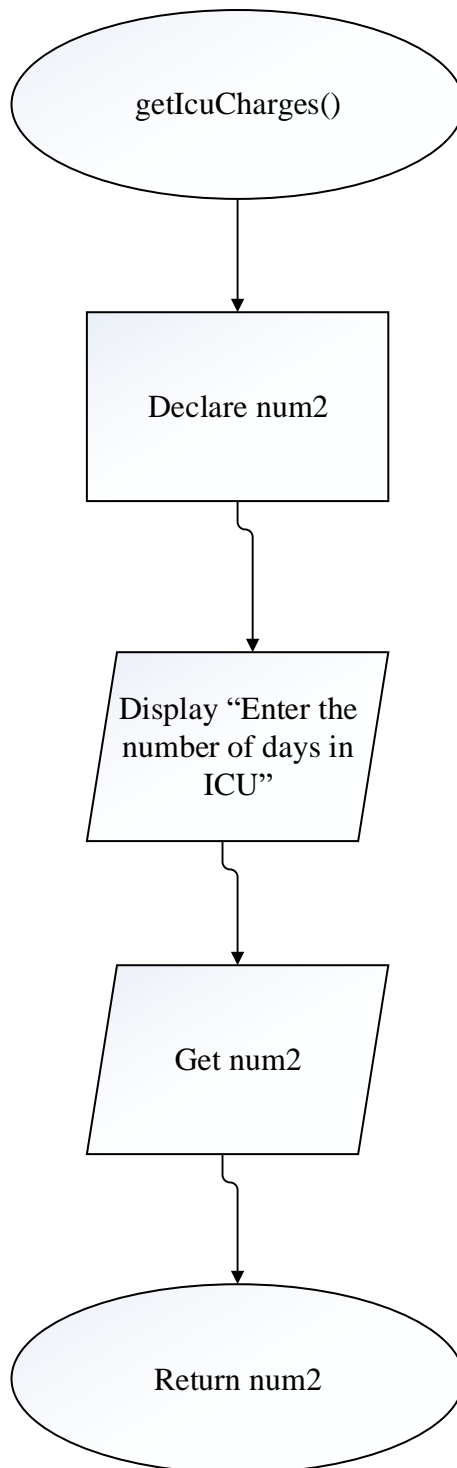 getIcuCharges()
Declare num2
Display “Enter the
number of days in
ICU”
Get num2
Return num2